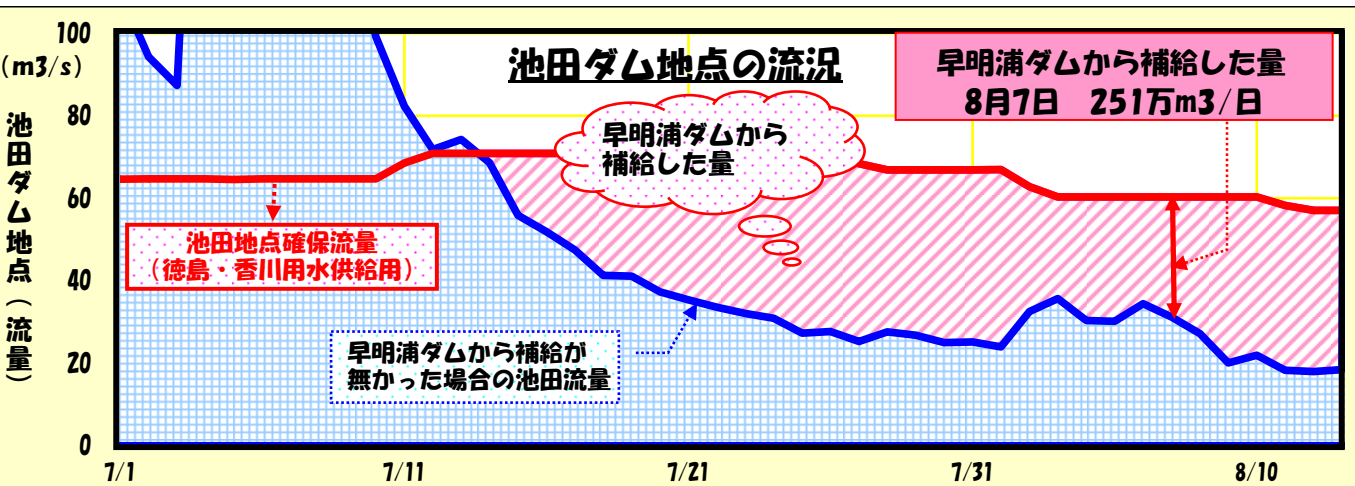 池田ダム地点の流況
早明浦ダムから補給した量
8月7日 251万m3/日
早明浦ダムから
補給した量
池田地点確保流量
（徳島・香川用水供給用）
早明浦ダムから補給が
無かった場合の池田流量
（m3/s）
池田ダム地点（流量）
100
80
60
40
20
0
7/1
7/11
7/21
7/31
8/10